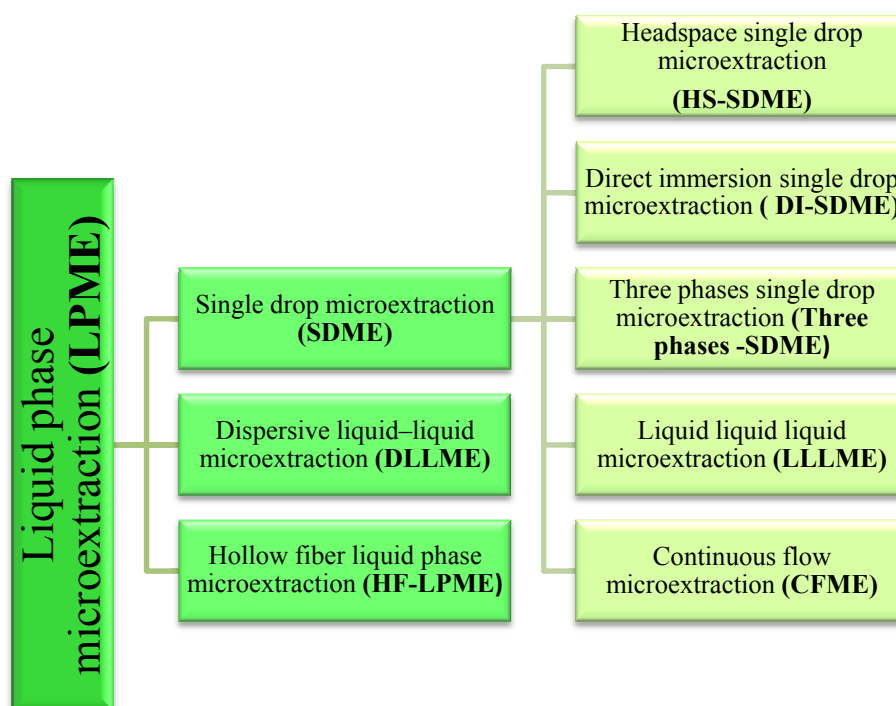 Liquid phase
microextraction (LPME)
Single drop microextraction
(SDME)
Dispersive liquid–liquid
microextraction (DLLME)
Hollow fiber liquid phase
microextraction (HF-LPME)
Headspace single drop
microextraction
(HS-SDME)
Direct immersion single drop
microextraction ( DI-SDME)
Three phases single drop
microextraction (Three
phases -SDME)
Liquid liquid liquid
microextraction (LLLME)
Continuous flow
microextraction (CFME)